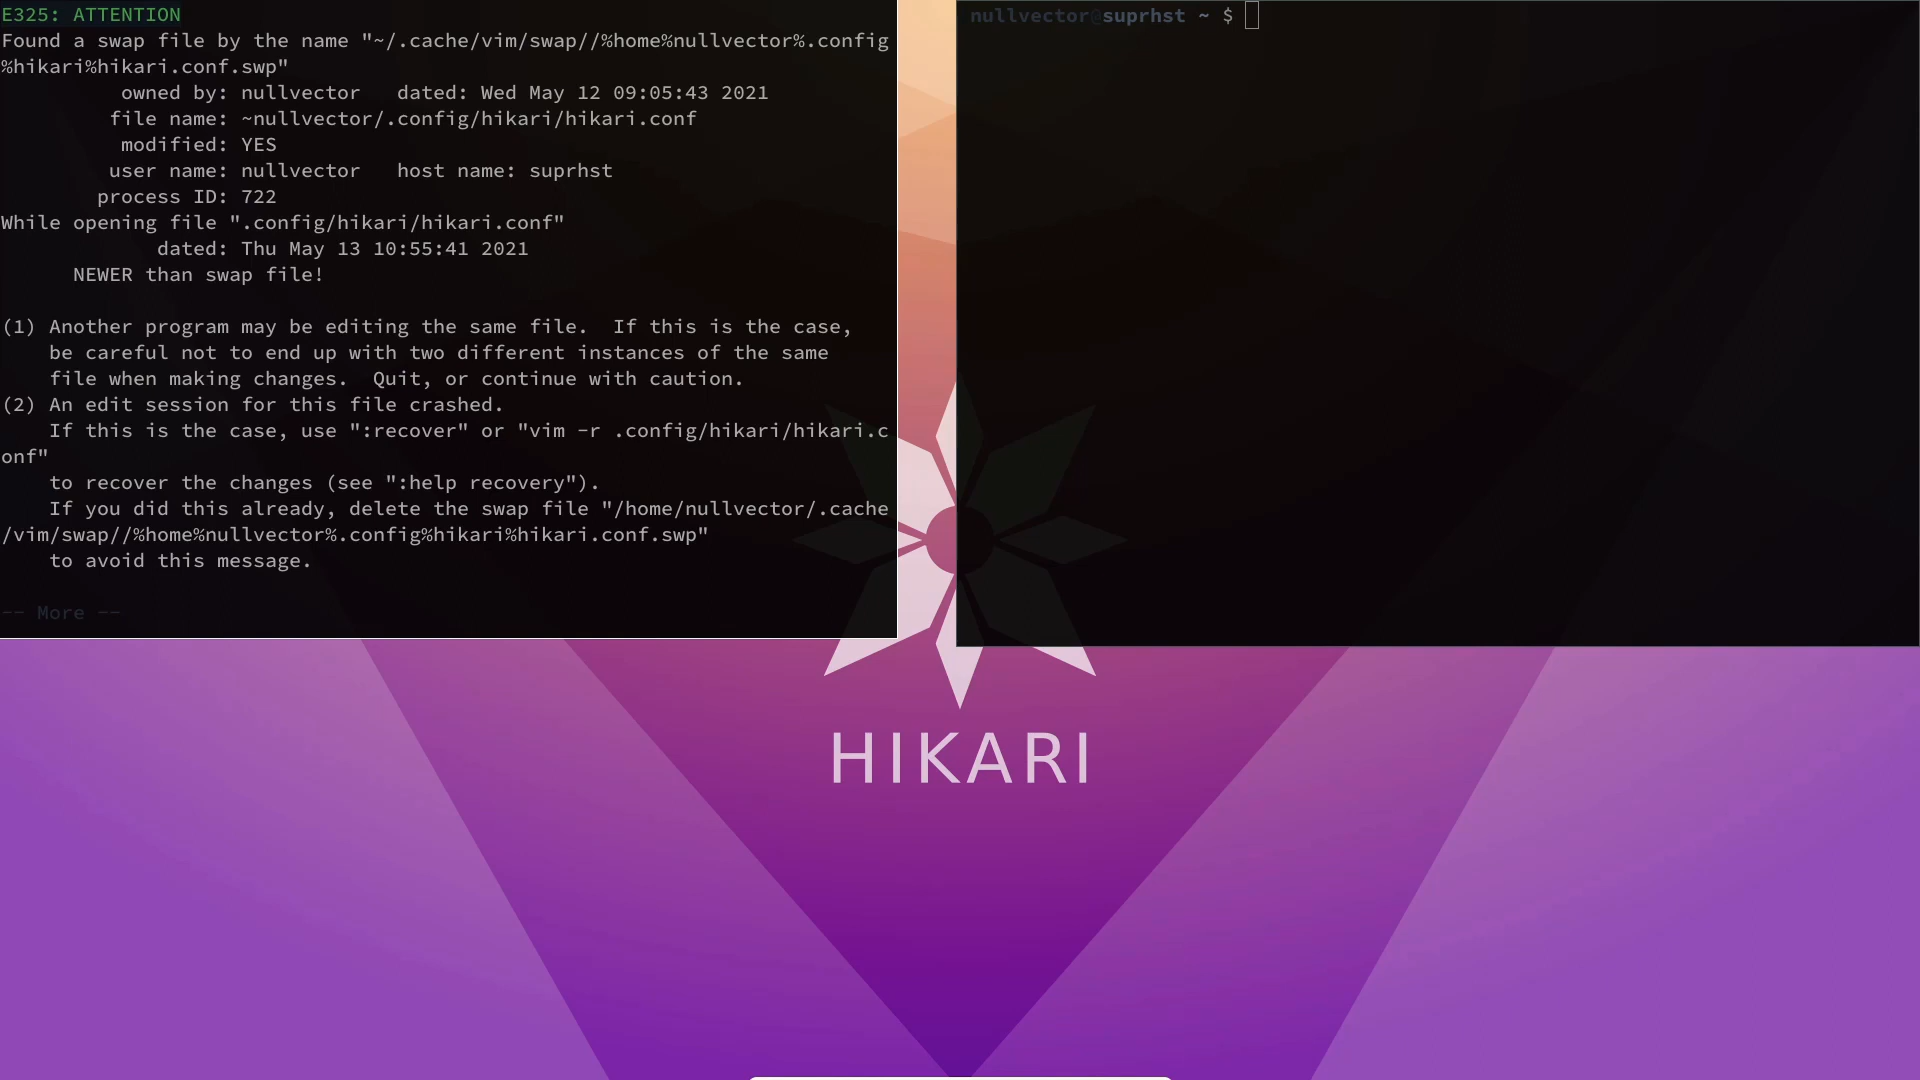 E325: ATTENTION
Found a swap file by the name "~/.cache/vim/swap//%home%nullvector%.config
%hikari%hikari.conf.swp"
owned by: nullvector   dated: Wed May 12 09:05:43 2021
file name: ~nullvector/.config/hikari/hikari.conf
modified: YES
user name: nullvector   host name: suprhst
process ID: 722
While opening file ".config/hikari/hikari.conf"
dated: Thu May 13 10:55:41 2021
NEWER than swap file!
(1) Another program may be editing the same file.  If this is the case,
be careful not to end up with two different instances of the same
file when making changes.  Quit, or continue with caution.
(2) An edit session for this file crashed.
If this is the case, use ":recover" or "vim -r .config/hikari/hikari.c
onf"
to recover the changes (see ":help recovery").
If you did this already, delete the swap file "/home/nullvector/.cache
/vim/swap//%home%nullvector%.config%hikari%hikari.conf.swp"
to avoid this message.
-- More --
nullvector@suprhst ~ $
HIKARI